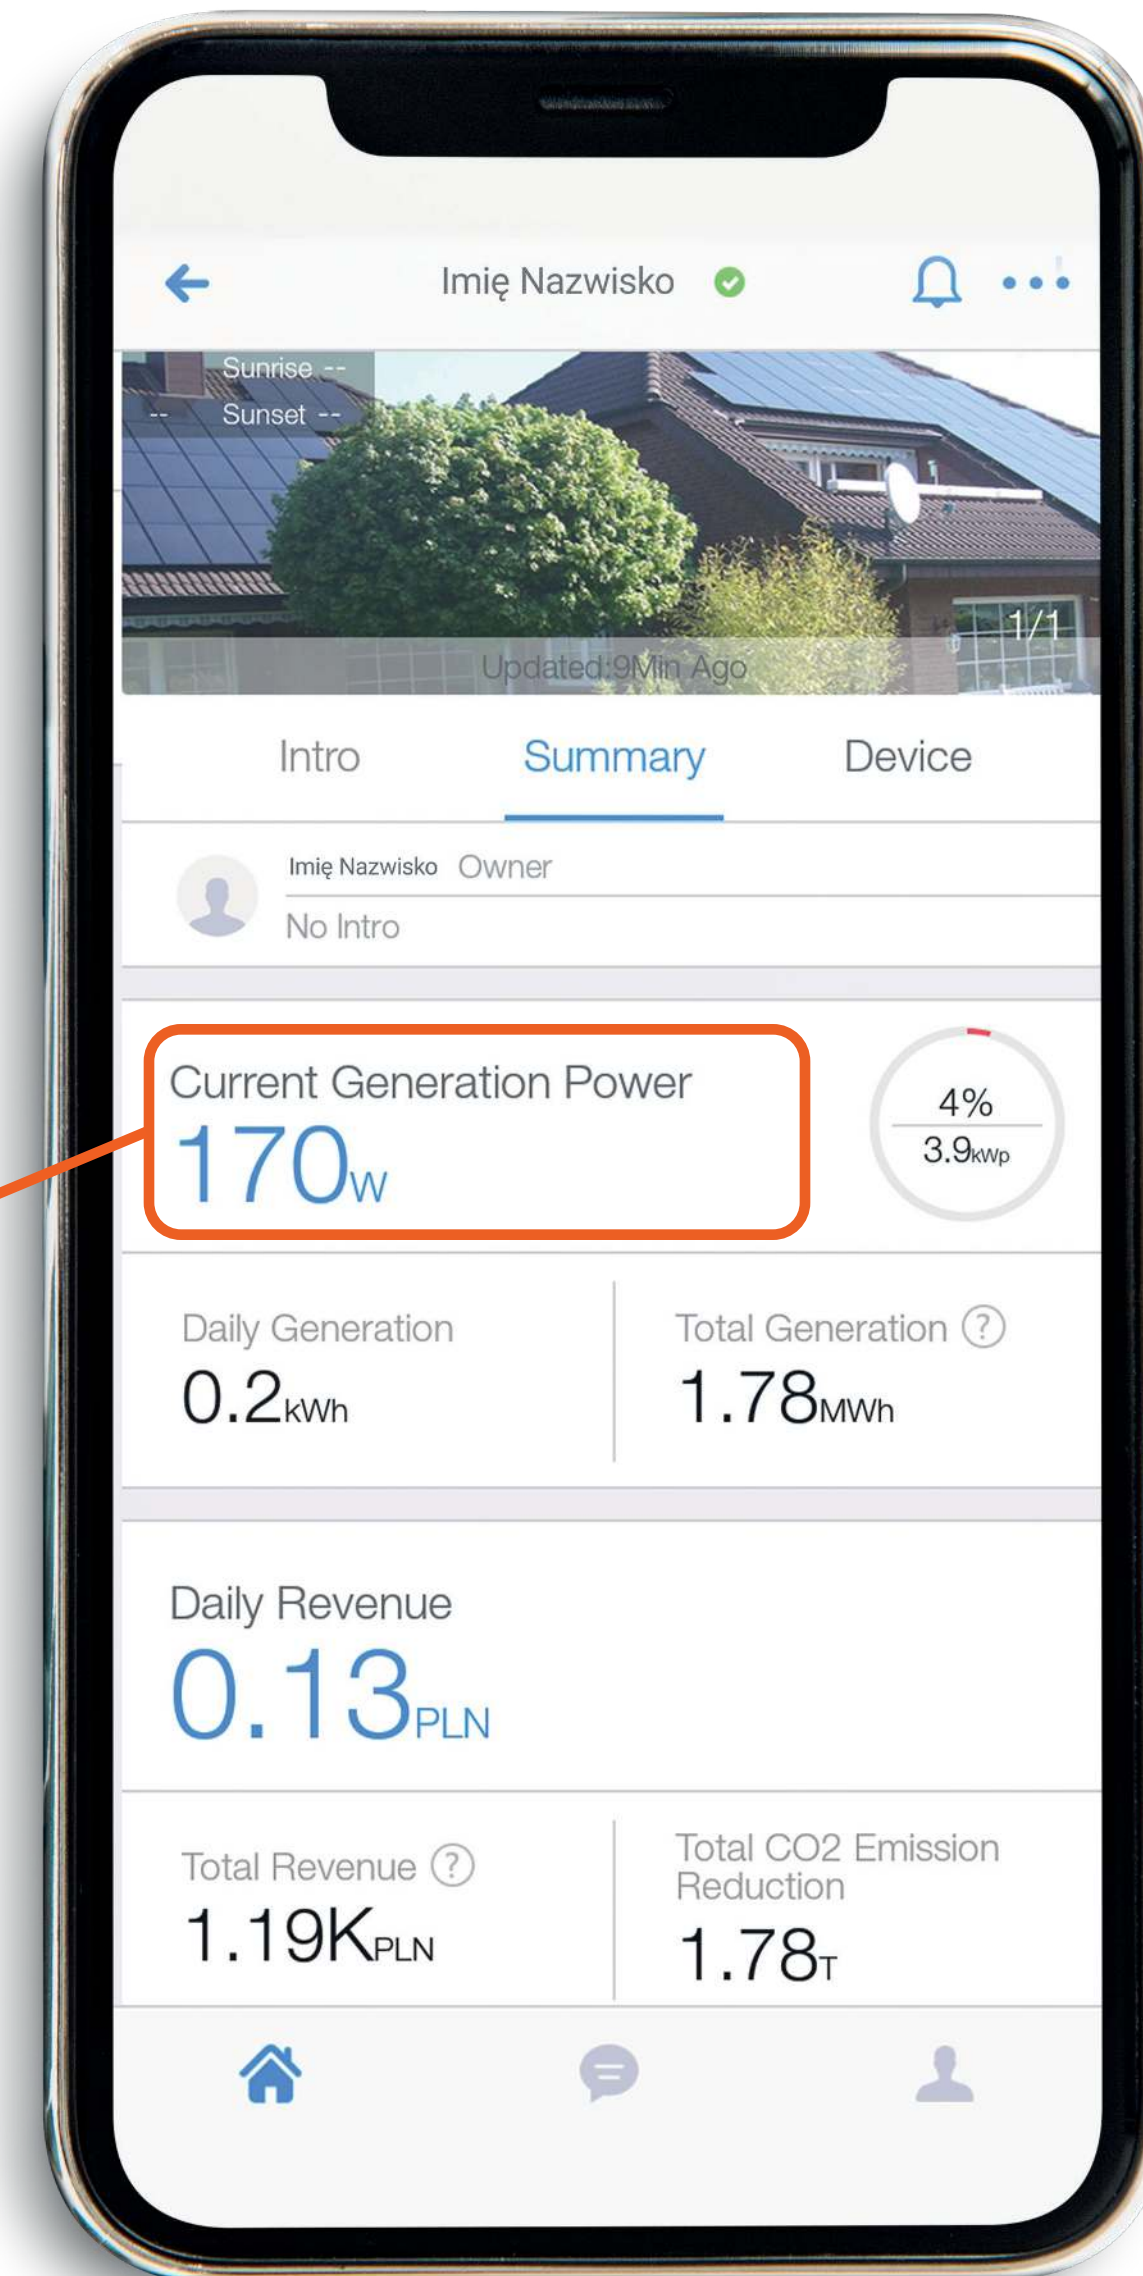 Imię Nazwisko
Sunrise --
-- Sunset --
1/1
Updated:9Min Ago
Intro Summary Device
Imię Nazwisko Owner
No Intro
Current Generation Power
170W
4%
3.9kWp
Daily Generation
0.2kWh
Total Generation ?
1.78MWh
Daily Revenue
0.13PLN
Total Revenue ?
1.19KPLN
Total CO2 Emission
Reduction
1.78T